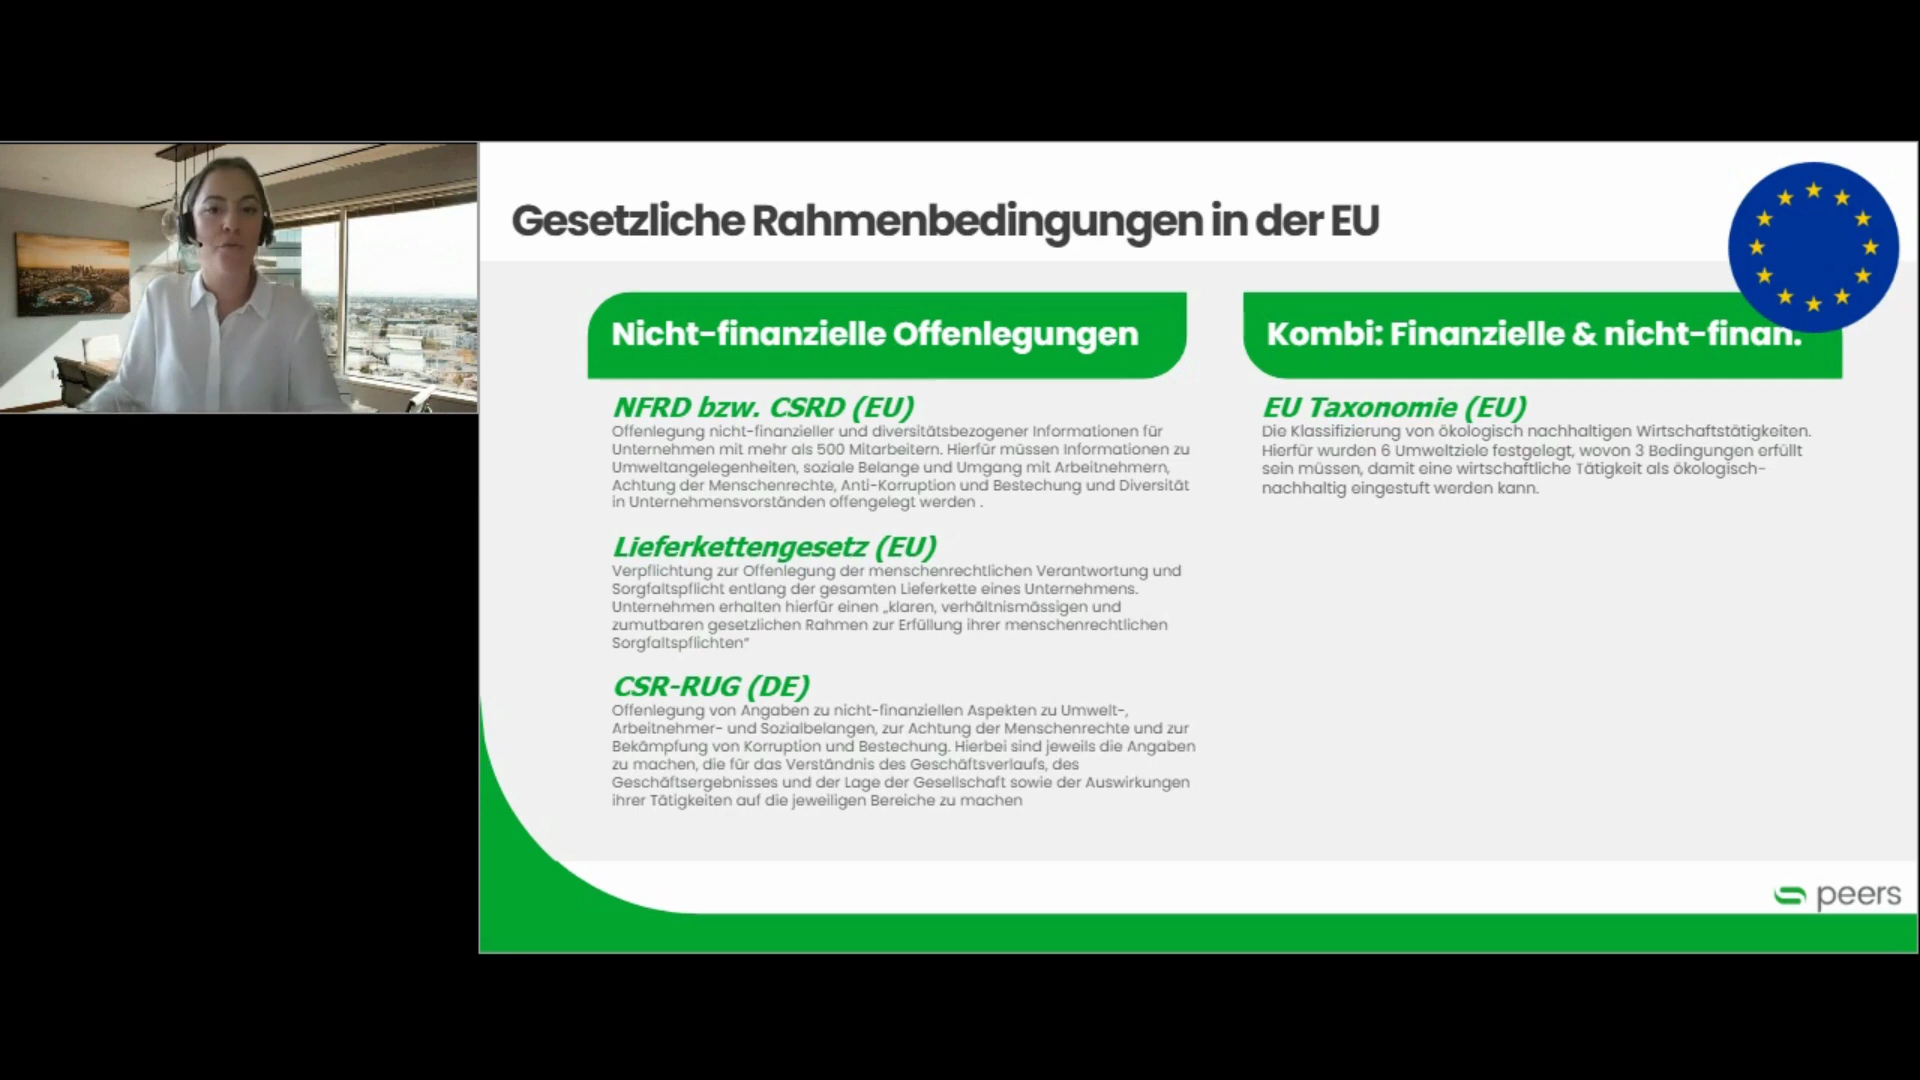 Gesetzliche Rahmenbedingungen in der EU
Nicht-finanzielle Offenlegungen
NFRD bzw. CSRD (EU)
Offenlegung nicht-finanzieller und diversitätsbezogener Informationen für
Unternehmen mit mehr als 500 Mitarbeitern. Hierfür müssen Informationen zu
Umweltangelegenheiten, soziale Belange und Umgang mit Arbeitnehmern,
Achtung der Menschenrechte, Anti-Korruption und Bestechung und Diversität
in Unternehmensvorständen offengelegt werden .
Lieferkettengesetz (EU)
Verpflichtung zur Offenlegung der menschenrechtlichen Verantwortung und
Sorgfaltspflicht entlang der gesamten Lieferkette eines Unternehmens.
Unternehmen erhalten hierfür einen „klaren, verhältnismässigen und
zumutbaren gesetzlichen Rahmen zur Erfüllung ihrer menschenrechtlichen
Sorgfaltspflichten“
CSR-RUG (DE)
Offenlegung von Angaben zu nicht-finanziellen Aspekten zu Umwelt-,
Arbeitnehmer- und Sozialbelangen, zur Achtung der Menschenrechte und zur
Bekämpfung von Korruption und Bestechung. Hierbei sind jeweils die Angaben
zu machen, die für das Verständnis des Geschäftsverlaufs, des
Geschäftsergebnisses und der Lage der Gesellschaft sowie der Auswirkungen
ihrer Tätigkeiten auf die jeweiligen Bereiche zu machen
Kombi: Finanzielle & nicht-finan.
EU Taxonomie (EU)
Die Klassifizierung von ökologisch nachhaltigen Wirtschaftstätigkeiten.
Hierfür wurden 6 Umweltziele festgelegt, wovon 3 Bedingungen erfüllt
sein müssen, damit eine wirtschaftliche Tätigkeit als ökologisch-
nachhaltig eingestuft werden kann.
peers